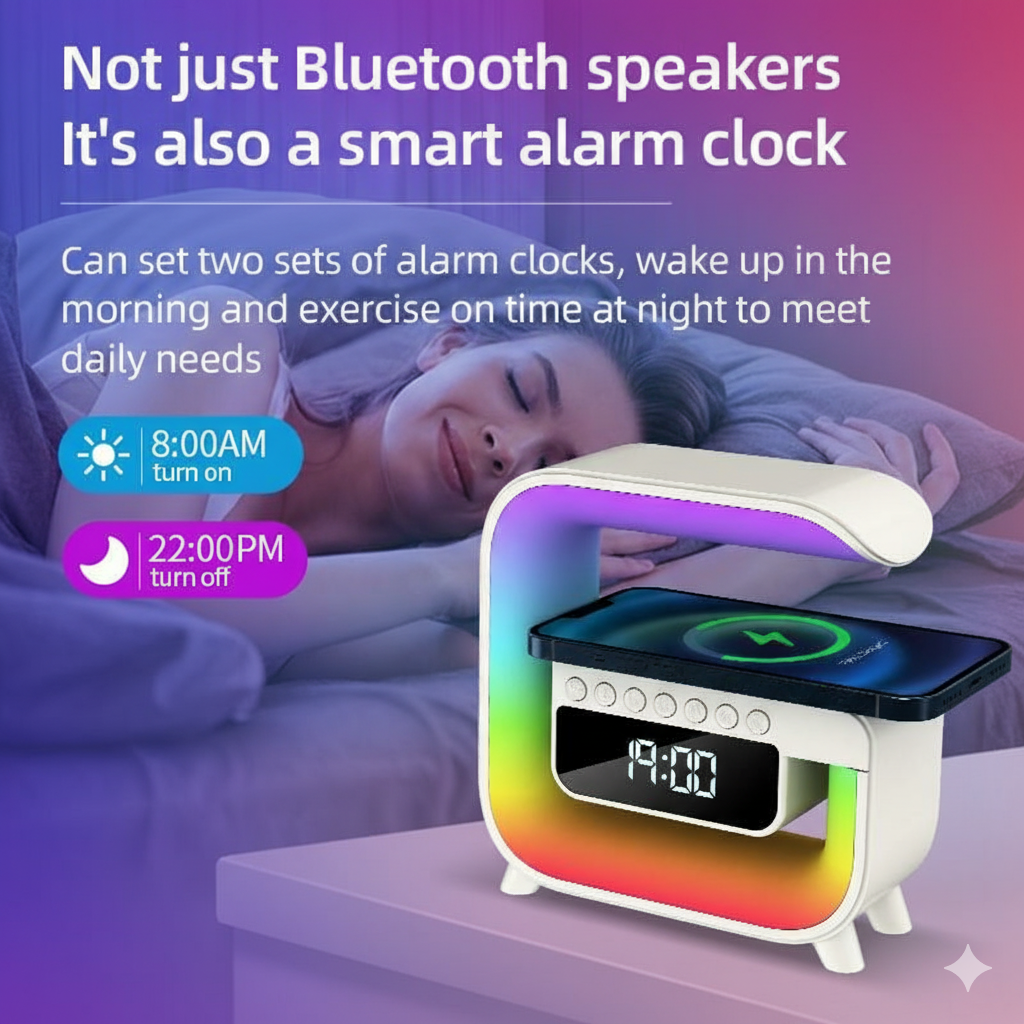 Not just Bluetooth speakers
It's also a smart alarm clock
Can set two sets of alarm clocks, wake up in the
morning and exercise on time at night to meet
daily needs
8:00AM
turn on
22:00PM
turn off
19:00